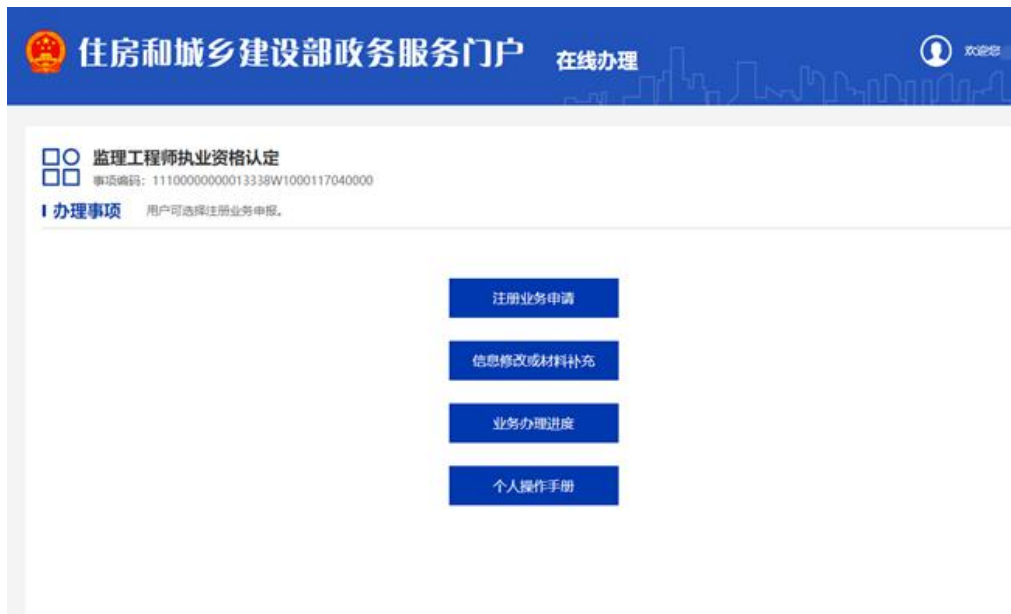 住房和城乡建设部政务服务门户 在线办理 欢迎您
监理工程师执业资格认定
事项编码：11100000000013338W1000117040000
办理事项 用户可选择注册业务申报。
注册业务申请
信息修改或材料补充
业务办理进度
个人操作手册